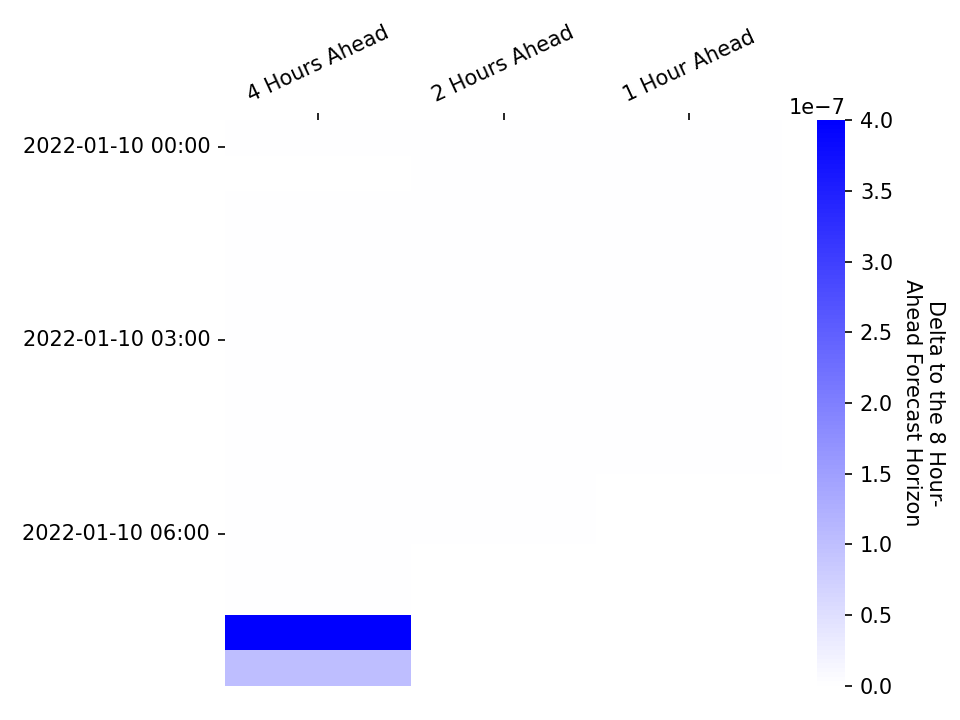 4 Hours Ahead
2 Hours Ahead
1 Hour Ahead
1e−7
2022-01-10 00:00
2022-01-10 03:00
2022-01-10 06:00
4.0
3.5
3.0
2.5
2.0
1.5
1.0
0.5
0.0
Delta to the 8 Hour-
Ahead Forecast Horizon